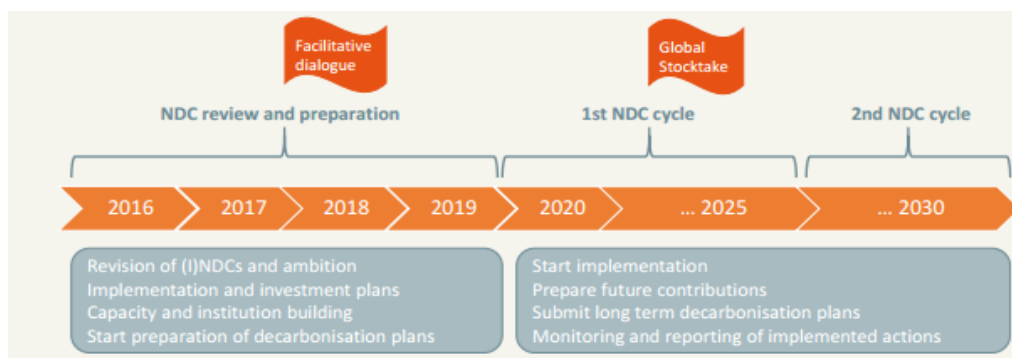 Facilitative
dialogue
Global
Stocktake
NDC review and preparation
1st NDC cycle
2nd NDC cycle
2016
2017
2018
2019
2020
... 2025
... 2030
Revision of (I)NDCs and ambition
Implementation and investment plans
Capacity and institution building
Start preparation of decarbonisation plans
Start implementation
Prepare future contributions
Submit long term decarbonisation plans
Monitoring and reporting of implemented actions